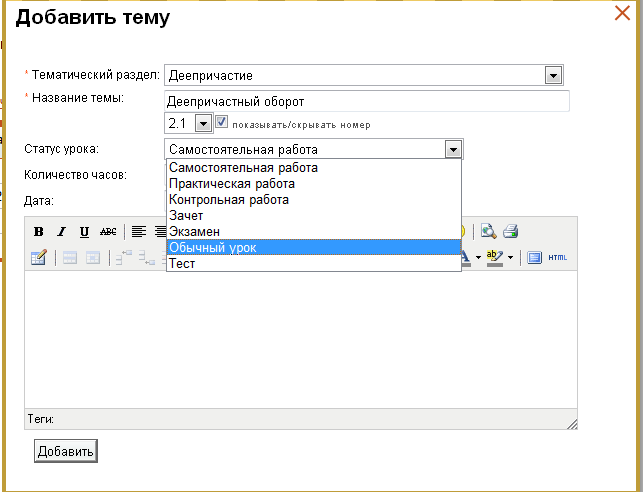 Добавить тему
* Тематический раздел: Деепричастие
* Название темы: Деепричастный оборот
2.1 показывать/скрывать номер
Статус урока: Самостоятельная работа
Самостоятельная работа
Практическая работа
Количество часов:
Контрольная работа
Зачет
Дата:
Экзамен
Обычный урок
Тест
B I U ABC
HTML
Теги:
Добавить